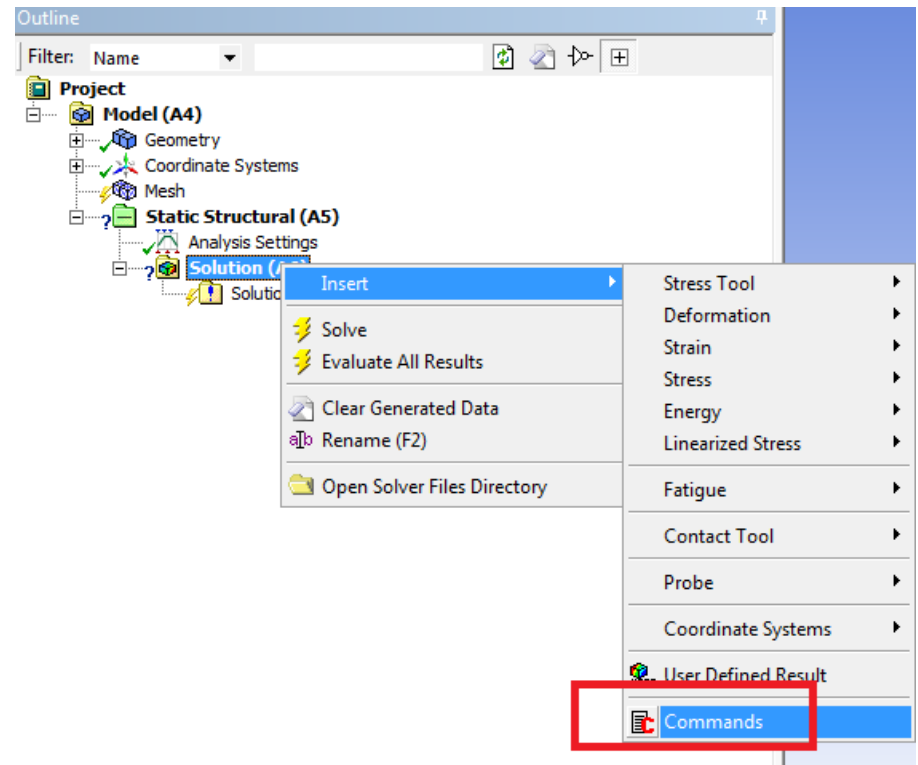 Outline
Filter: Name
Project
Model (A4)
Geometry
Coordinate Systems
Mesh
Static Structural (A5)
Analysis Settings
Solution (
Solutio
Insert
Solve
Evaluate All Results
Clear Generated Data
Rename (F2)
Open Solver Files Directory
Stress Tool
Deformation
Strain
Stress
Energy
Linearized Stress
Fatigue
Contact Tool
Probe
Coordinate Systems
User Defined Result
Commands